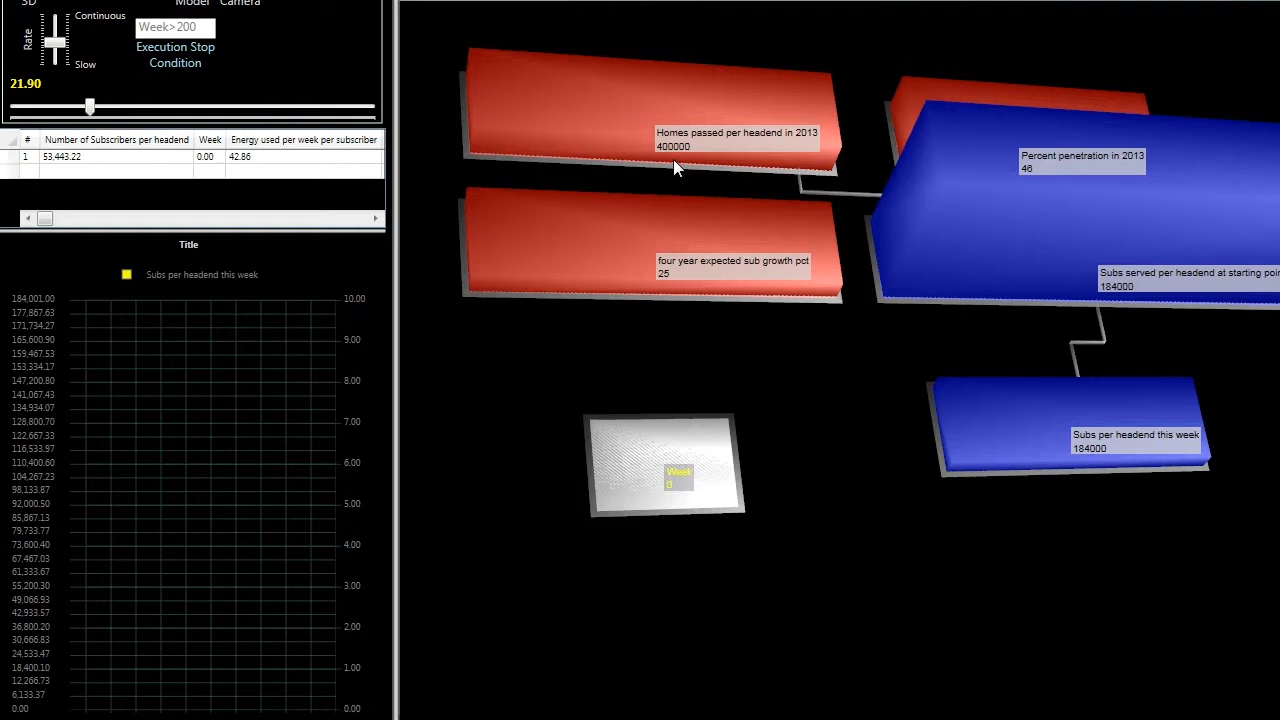 3D
Model
Camera
Continuous
Rate
Slow
Week>200
Execution Stop
Condition
21.90
# Number of Subscribers per headend Week Energy used per week per subscriber
1 53,443.22 0.00 42.86
Title
Subs per headend this week
184,001.00
177,867.63
171,734.27
165,600.90
159,467.53
153,334.17
147,200.80
141,067.43
134,934.07
128,800.70
122,667.33
116,533.97
110,400.60
104,267.23
98,133.87
92,000.50
85,867.13
79,733.77
73,600.40
67,467.03
61,333.67
55,200.30
49,066.93
42,933.57
36,800.20
30,666.83
24,533.47
18,400.10
12,266.73
6,133.37
0.00
10.00
9.00
8.00
7.00
6.00
5.00
4.00
3.00
2.00
1.00
0.00
Homes passed per headend in 2013
400000
Percent penetration in 2013
46
four year expected sub growth pct
25
Subs served per headend at starting poin
184000
Subs per headend this week
184000
Week
0